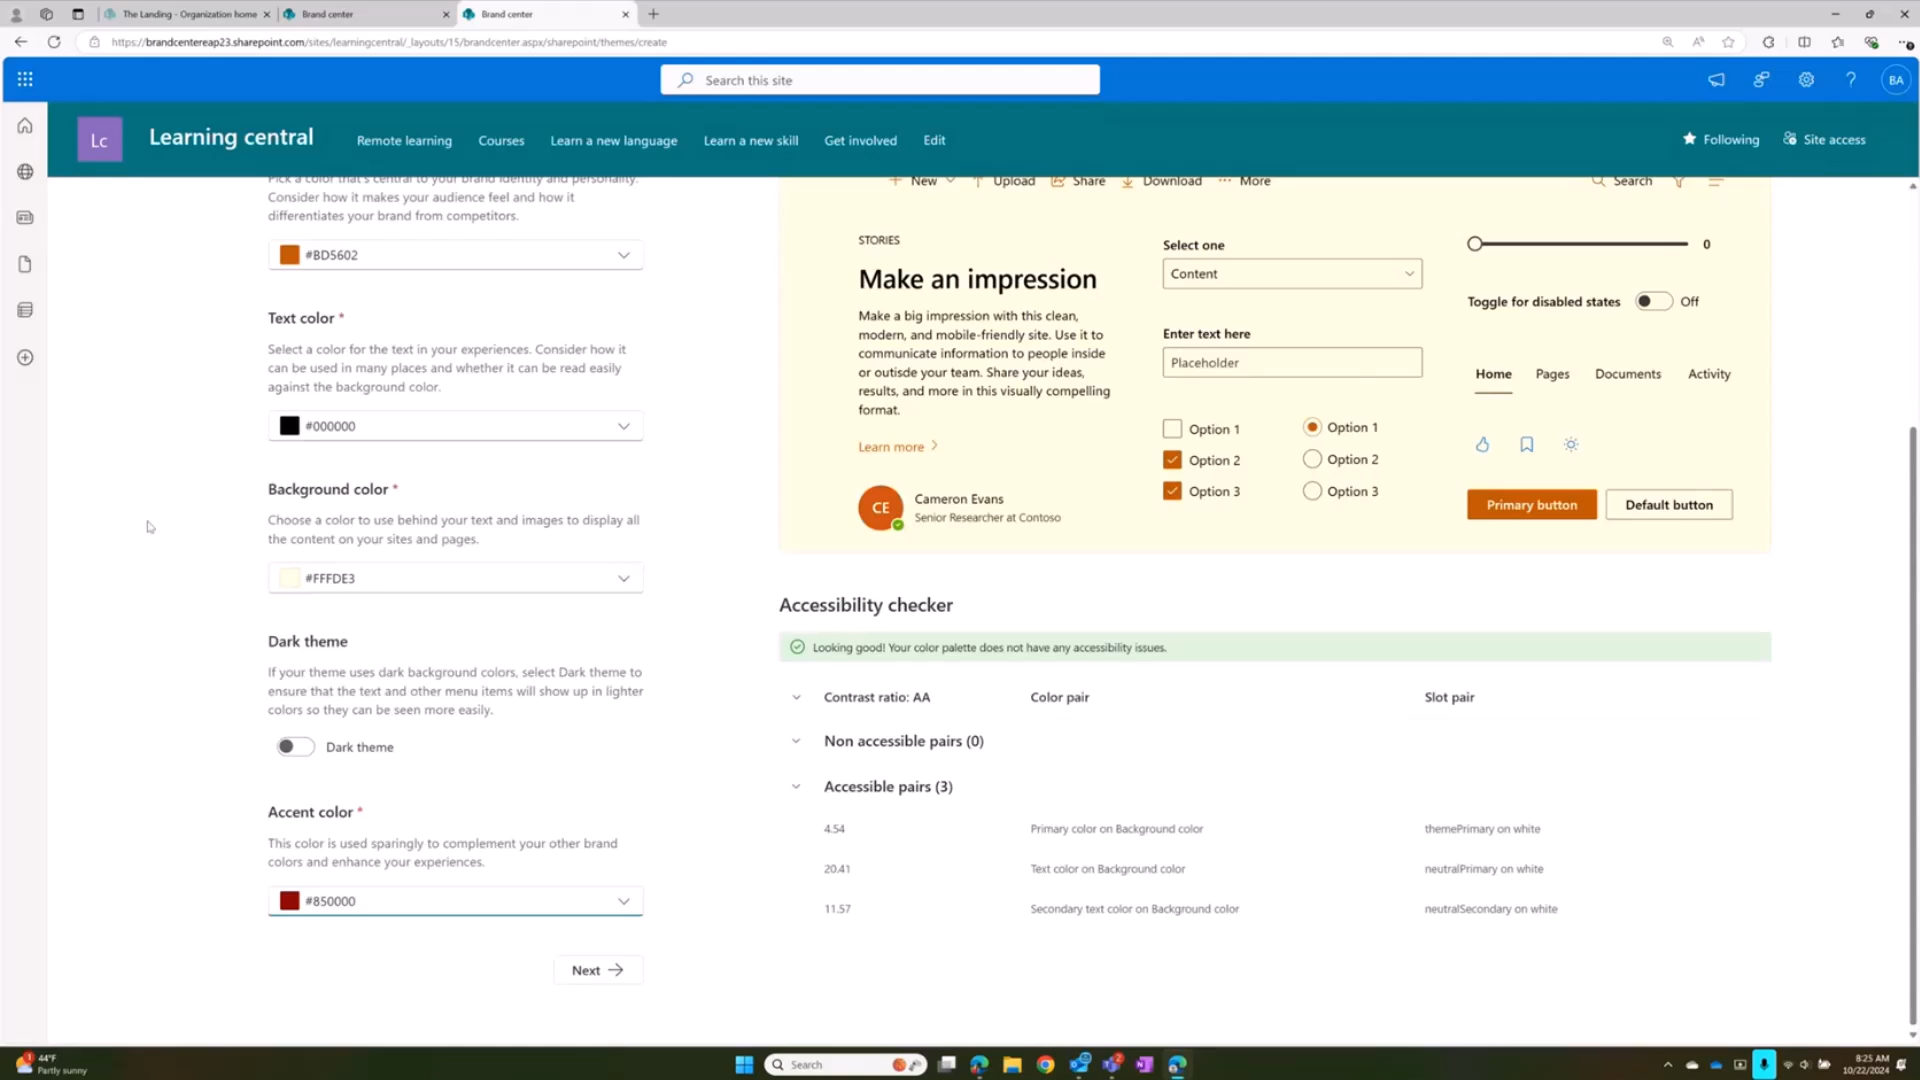 The Landing - Organization home
Brand center
Brand center
https://brandcentereap23.sharepoint.com/sites/learningcentral/_layouts/15/brandcenter.aspx/sharepoint/themes/create
Search this site
BA
Lc
Learning central
Remote learning
Courses
Learn a new language
Learn a new skill
Get involved
Edit
Following
Site access
Pick a color that's central to your brand identity and personality.
Consider how it makes your audience feel and how it
differentiates your brand from competitors.
#BD5602
Text color *
Select a color for the text in your experiences. Consider how it
can be used in many places and whether it can be read easily
against the background color.
#000000
Background color *
Choose a color to use behind your text and images to display all
the content on your sites and pages.
#FFFDE3
Dark theme
If your theme uses dark background colors, select Dark theme to
ensure that the text and other menu items will show up in lighter
colors so they can be seen more easily.
Dark theme
Accent color *
This color is used sparingly to complement your other brand
colors and enhance your experiences.
#850000
Next
New
Upload
Share
Download
More
Search
STORIES
Make an impression
Make a big impression with this clean,
modern, and mobile-friendly site. Use it to
communicate information to people inside
or outisde your team. Share your ideas,
results, and more in this visually compelling
format.
Learn more
CE
Cameron Evans
Senior Researcher at Contoso
Select one
Content
Enter text here
Placeholder
Option 1
Option 2
Option 3
Option 1
Option 2
Option 3
0
Toggle for disabled states
Off
Home
Pages
Documents
Activity
Primary button
Default button
Accessibility checker
Looking good! Your color palette does not have any accessibility issues.
Contrast ratio: AA
Color pair
Slot pair
Non accessible pairs (0)
Accessible pairs (3)
4.54
Primary color on Background color
themePrimary on white
20.41
Text color on Background color
neutralPrimary on white
11.57
Secondary text color on Background color
neutralSecondary on white
1
44°F
Partly sunny
Search
2
8:25 AM
10/22/2024